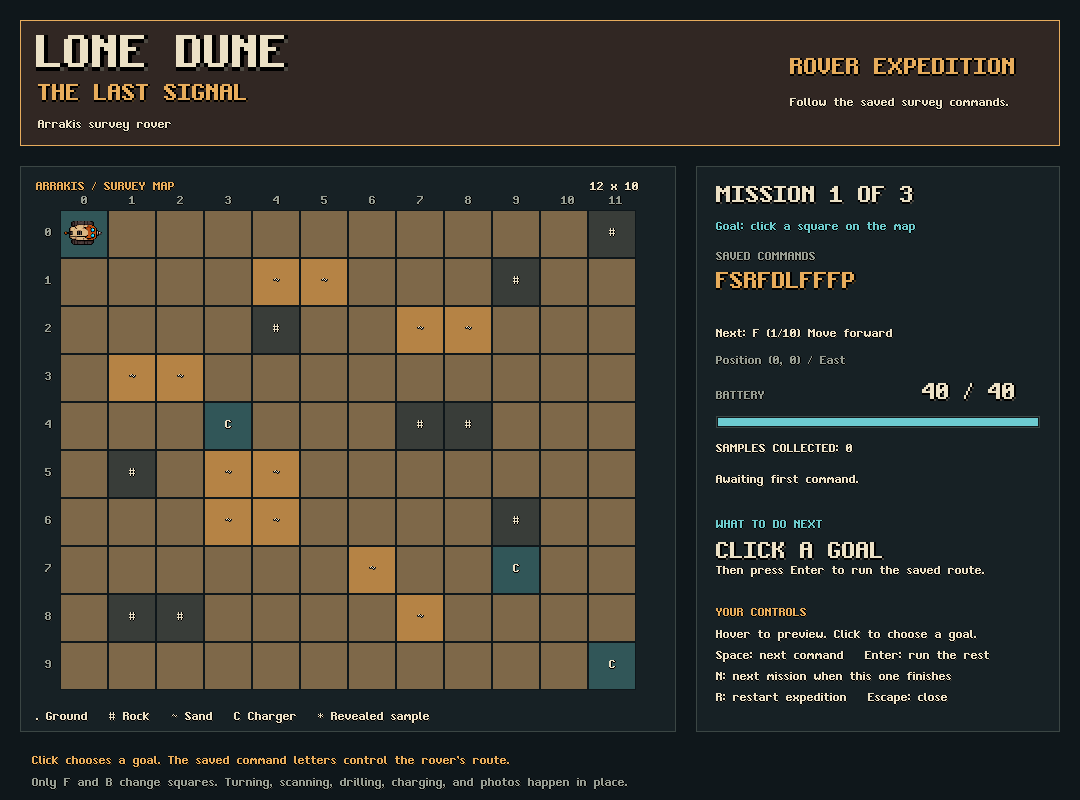 LONE DUNE
THE LAST SIGNAL
Arrakis survey rover
ROVER EXPEDITION
Follow the saved survey commands.
ARRAKIS / SURVEY MAP 12 x 10
0 1 2 3 4 5 6 7 8 9 10 11
0 #
1 ~ ~ #
2 # ~ ~
3 ~ ~
4 C # #
5 # ~ ~
6 ~ ~ #
7 ~ C
8 # # ~
9 C
. Ground # Rock ~ Sand C Charger * Revealed sample
MISSION 1 OF 3
Goal: click a square on the map
SAVED COMMANDS
FSRFDLFFFP
Next: F (1/10) Move forward
Position (0, 0) / East
BATTERY 40 / 40
SAMPLES COLLECTED: 0
Awaiting first command.
WHAT TO DO NEXT
CLICK A GOAL
Then press Enter to run the saved route.
YOUR CONTROLS
Hover to preview. Click to choose a goal.
Space: next command Enter: run the rest
N: next mission when this one finishes
R: restart expedition Escape: close
Click chooses a goal. The saved command letters control the rover's route.
Only F and B change squares. Turning, scanning, drilling, charging, and photos happen in place.